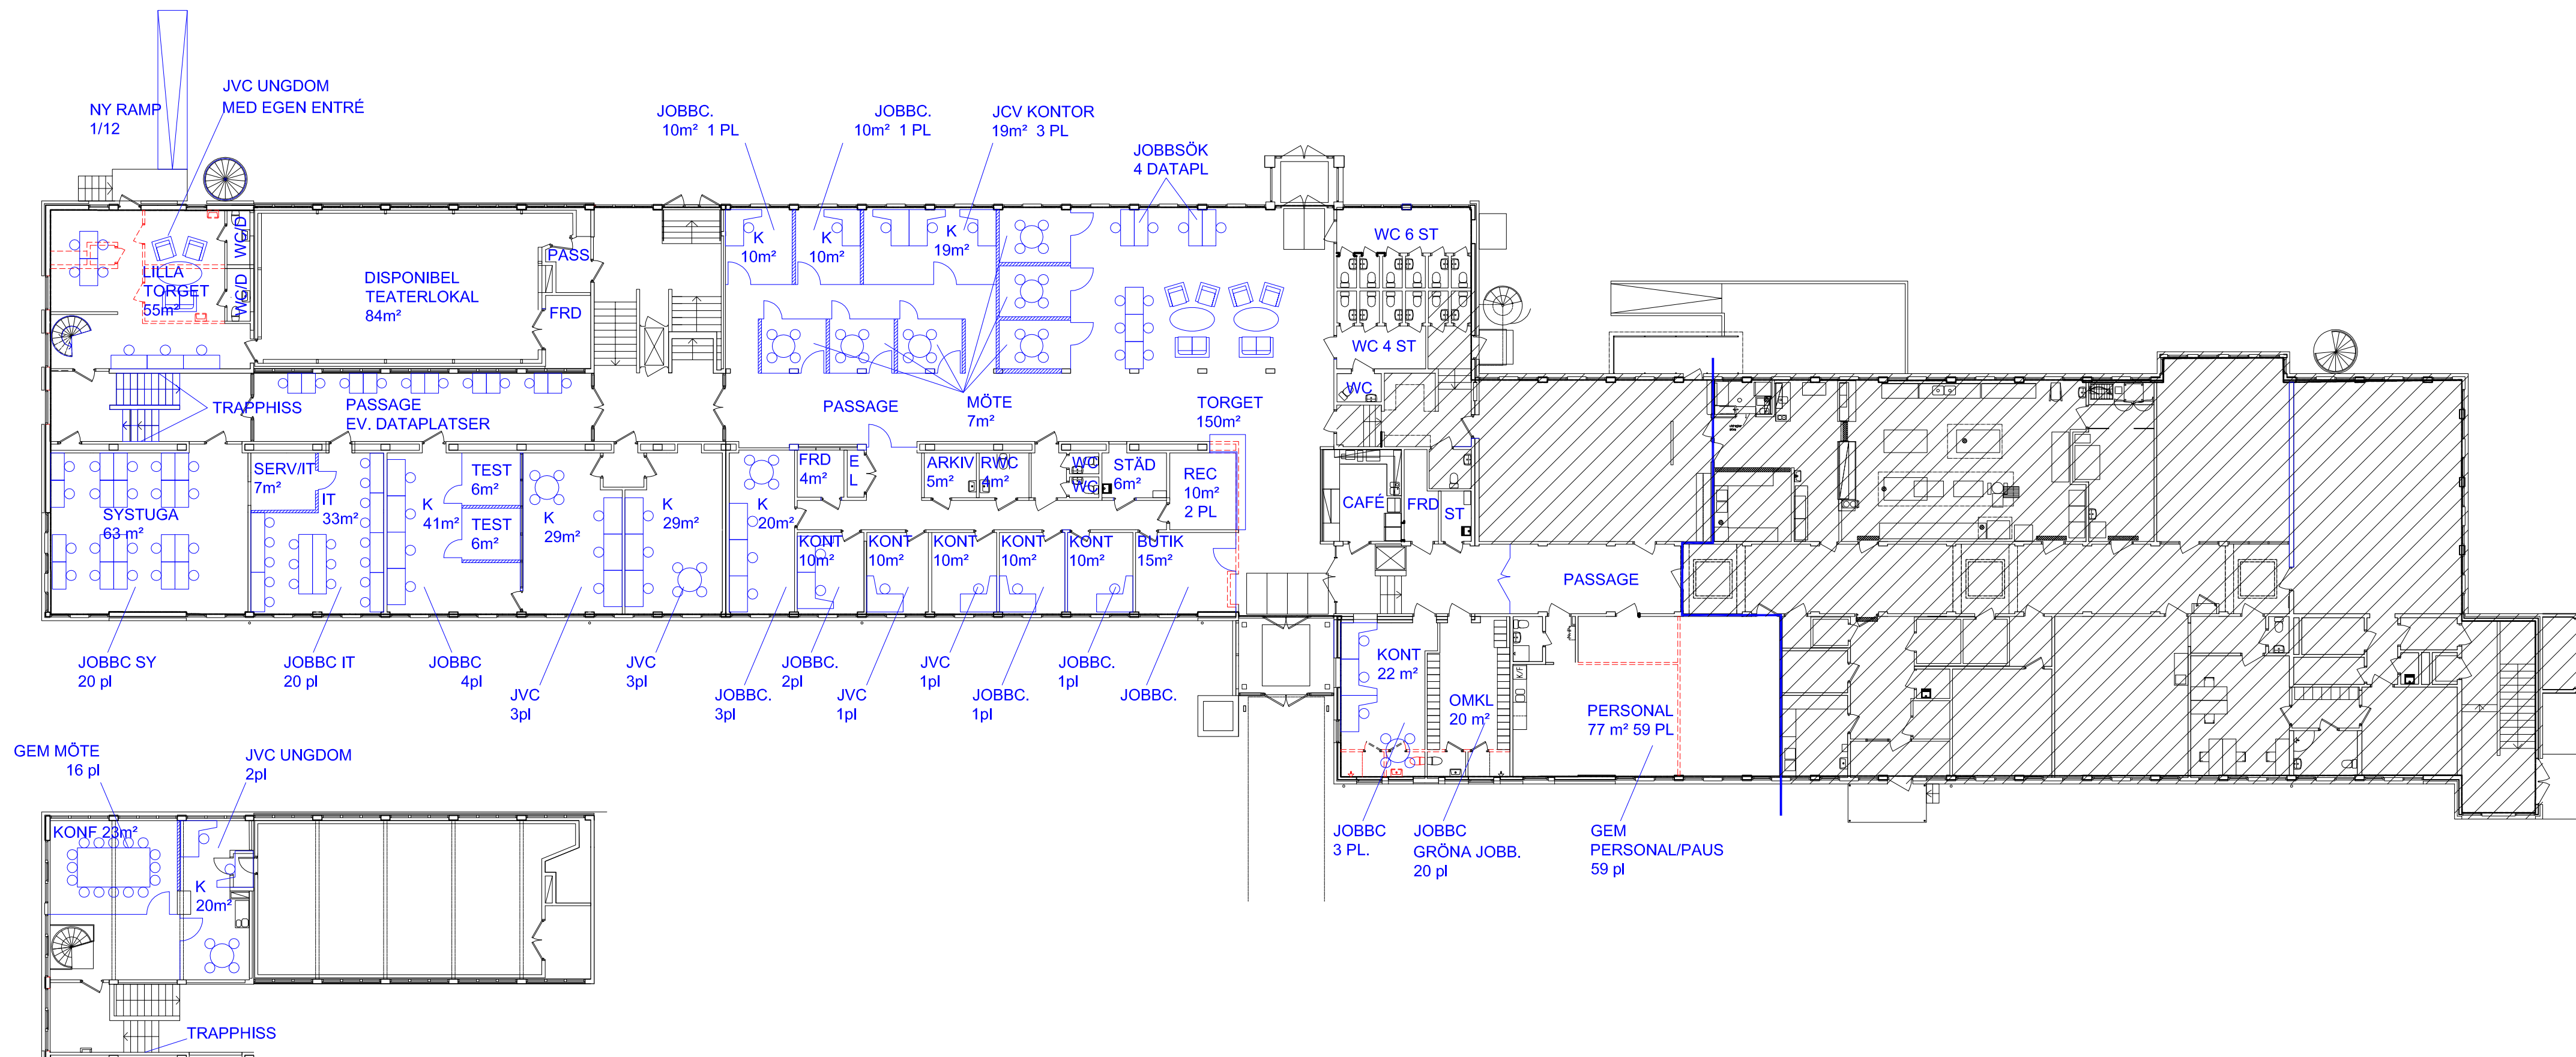 NY RAMP
1/12
JVC UNGDOM
MED EGEN ENTRÉ
JOBBC.
10m² 1 PL
JOBBC.
10m² 1 PL
JCV KONTOR
19m² 3 PL
JOBBSÖK
4 DATAPL
LILLA
TORGET
55m²
WC/D
WC/D
DISPONIBEL
TEATERLOKAL
84m²
PASS
FRD
K
10m²
K
10m²
K
19m²
WC 6 ST
WC 4 ST
WC
TRAPPHISS
PASSAGE
EV. DATAPLATSER
PASSAGE
MÖTE
7m²
TORGET
150m²
SYSTUGA
63 m²
SERV/IT
7m²
IT
33m²
K
41m²
TEST
6m²
TEST
6m²
K
29m²
K
29m²
K
20m²
FRD
4m²
E
L
ARKIV
5m²
RWC
4m²
WC
WC
STÄD
6m²
REC
10m²
2 PL
CAFÉ
FRD
ST
KONT
10m²
KONT
10m²
KONT
10m²
KONT
10m²
KONT
10m²
BUTIK
15m²
PASSAGE
KONT
22 m²
OMKL
20 m²
K/F
PERSONAL
77 m² 59 PL
JOBBC SY
20 pl
JOBBC IT
20 pl
JOBBC
4pl
JVC
3pl
JVC
3pl
JOBBC.
3pl
JOBBC.
2pl
JVC
1pl
JVC
1pl
JOBBC.
1pl
JOBBC.
1pl
JOBBC.
JOBBC
3 PL.
JOBBC
GRÖNA JOBB.
20 pl
GEM
PERSONAL/PAUS
59 pl
GEM MÖTE
16 pl
JVC UNGDOM
2pl
KONF 23m²
K
20m²
TRAPPHISS